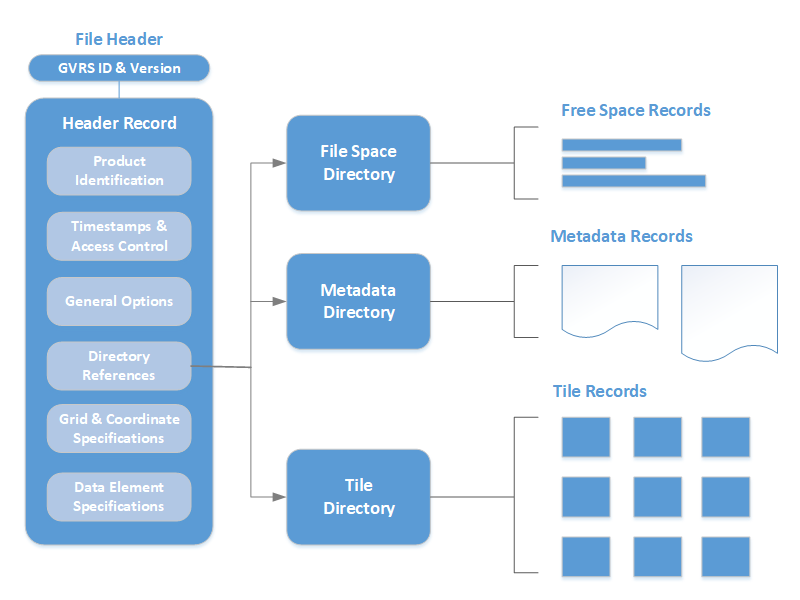 File Header
GVRS ID & Version
Header Record
Product
Identification
Timestamps &
Access Control
General Options
Directory
References
Grid & Coordinate
Specifications
Data Element
Specifications
File Space
Directory
Metadata
Directory
Tile
Directory
Free Space Records
Metadata Records
Tile Records